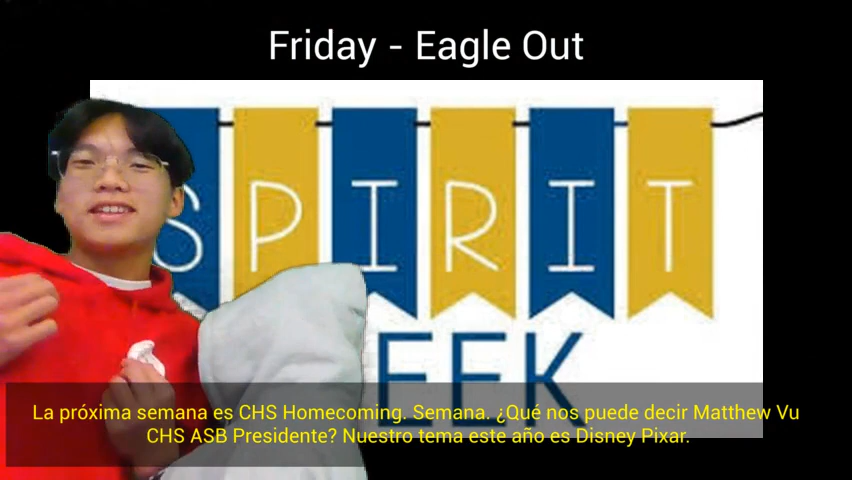 Friday - Eagle Out
SPIRIT
EEK
La próxima semana es CHS Homecoming. Semana. ¿Qué nos puede decir Matthew Vu
CHS ASB Presidente? Nuestro tema este año es Disney Pixar.